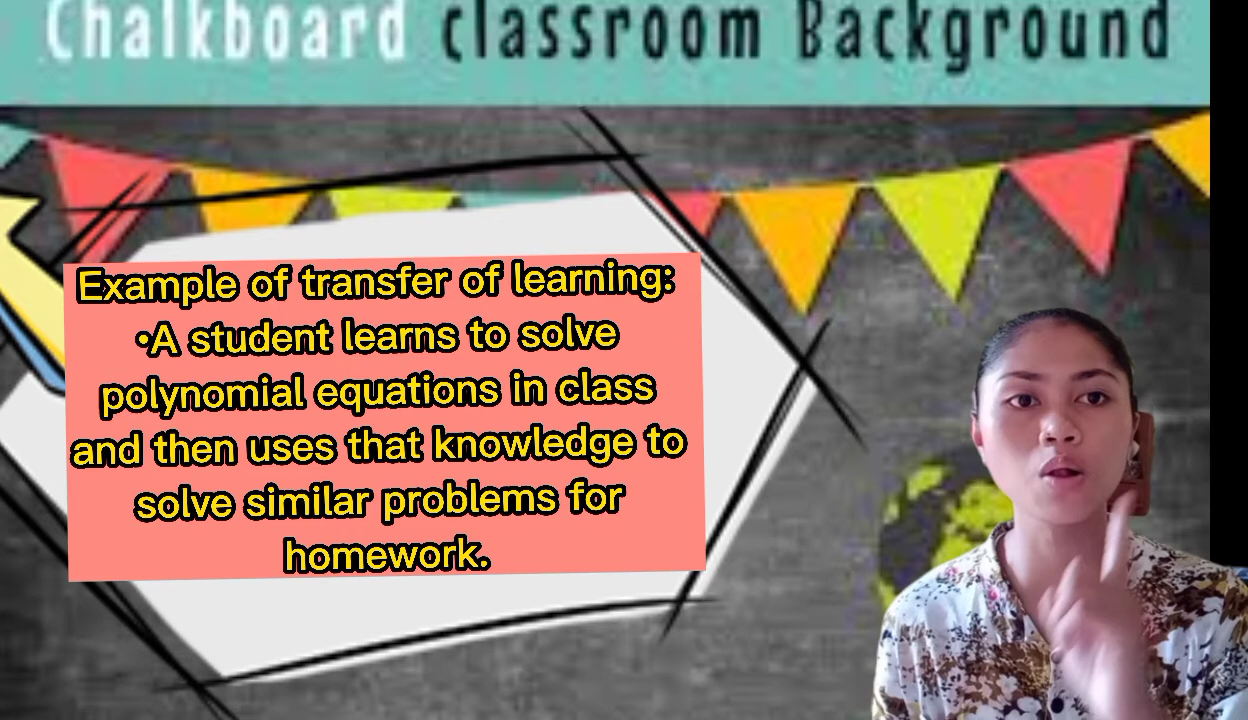 Chalkboard classroom Background
Example of transfer of learning:
•A student learns to solve
polynomial equations in class
and then uses that knowledge to
solve similar problems for
homework.